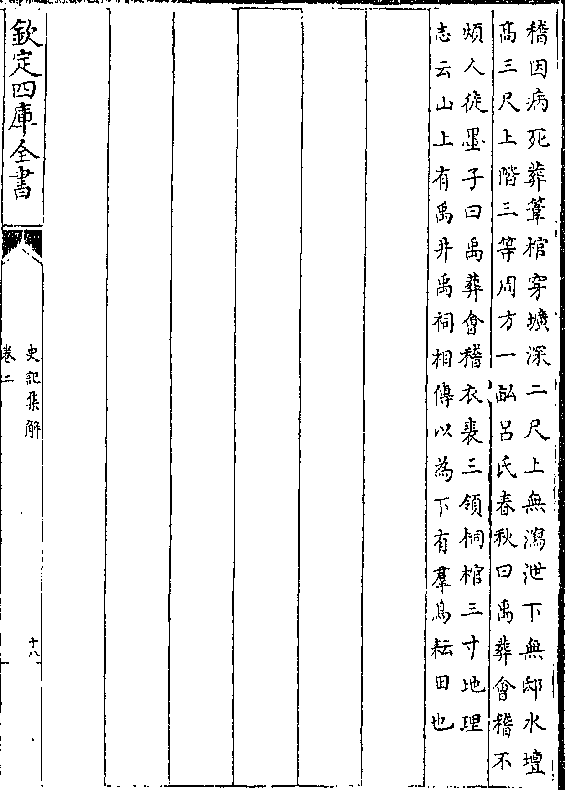 稽因病死葬葦棺穿壙深二尺上無瀉泄下無邸水壇
髙三尺土階三等周方一畝吕氏春秋曰禹葬㑹稽不
煩人徒墨子曰禹葬㑹稽衣裘三領桐棺三寸地理
志云山上有禹井禹祠相傳以為下有羣鳥耘田也
欽定四庫全書
史記集解
卷二
十八